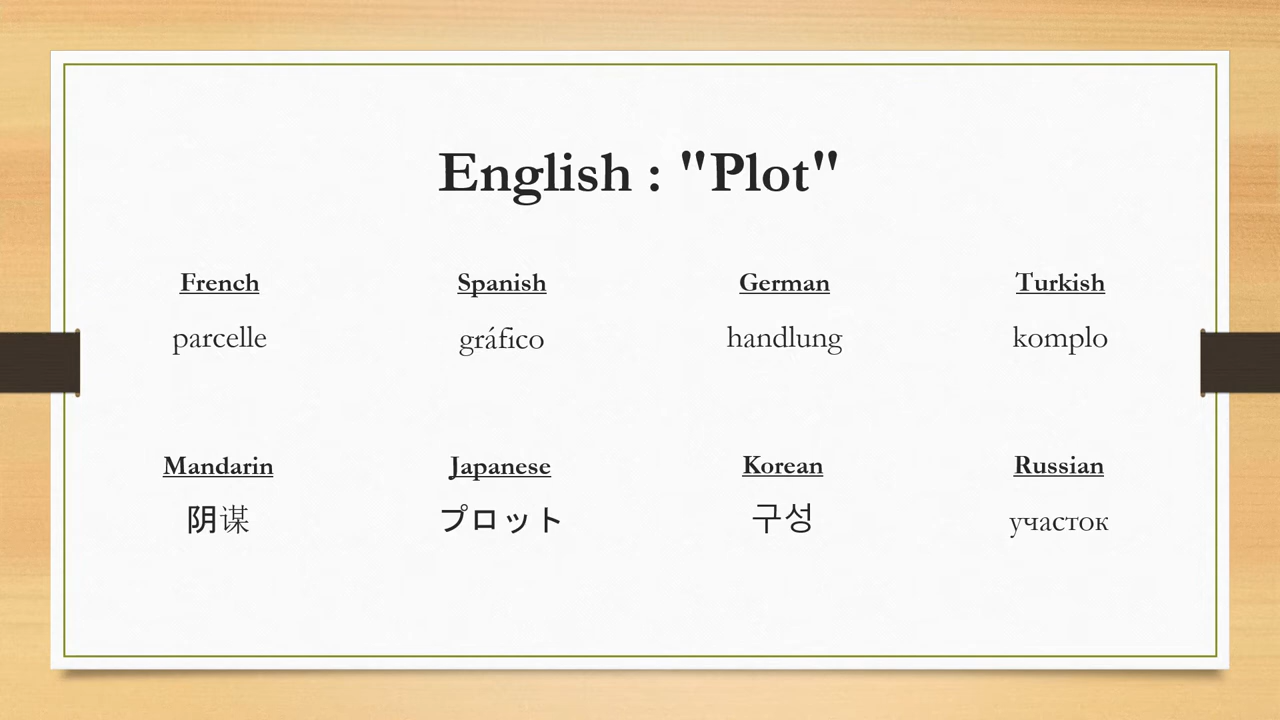 English : "Plot"
French
Spanish
German
Turkish
parcelle
gráfico
handlung
komplo
Mandarin
Japanese
Korean
Russian
阴谋
プロット
구성
участок